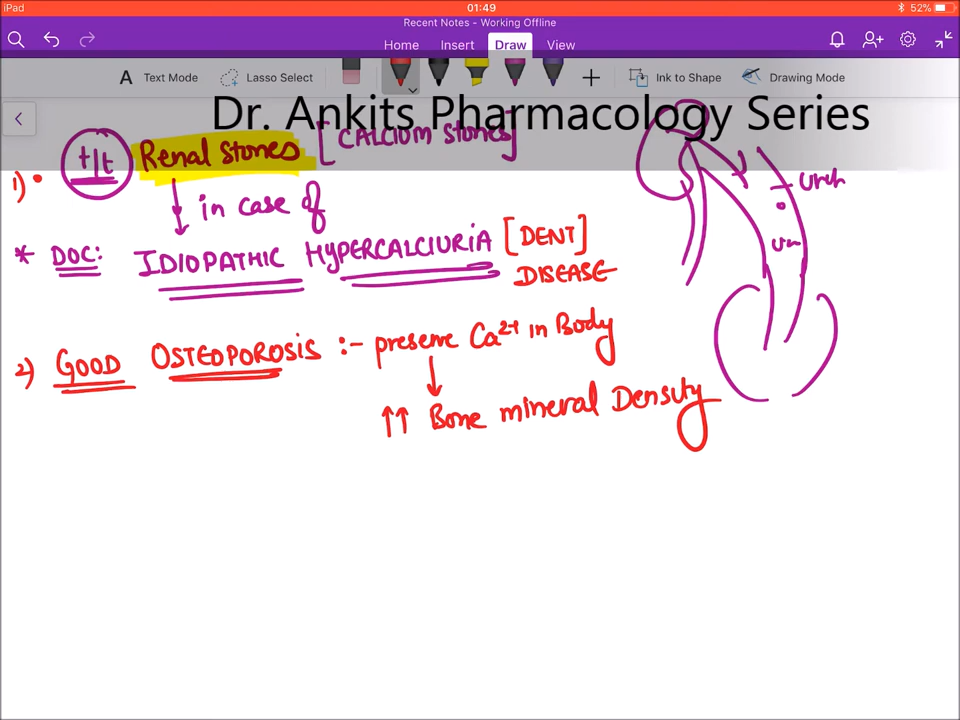 iPad 01:49 52%
Recent Notes - Working Offline
Home Insert Draw View
A Text Mode Lasso Select Ink to Shape Drawing Mode
Dr. Ankits Pharmacology Series
1) t/t Renal Stones [CALCIUM Stones]
in case of
* DOC: IDIOPATHIC HYPERCALCIURIA [DENT]
DISEASE
2) GOOD OSTEOPOROSIS :- preserve Ca2+ in Body
↑↑ Bone mineral Density